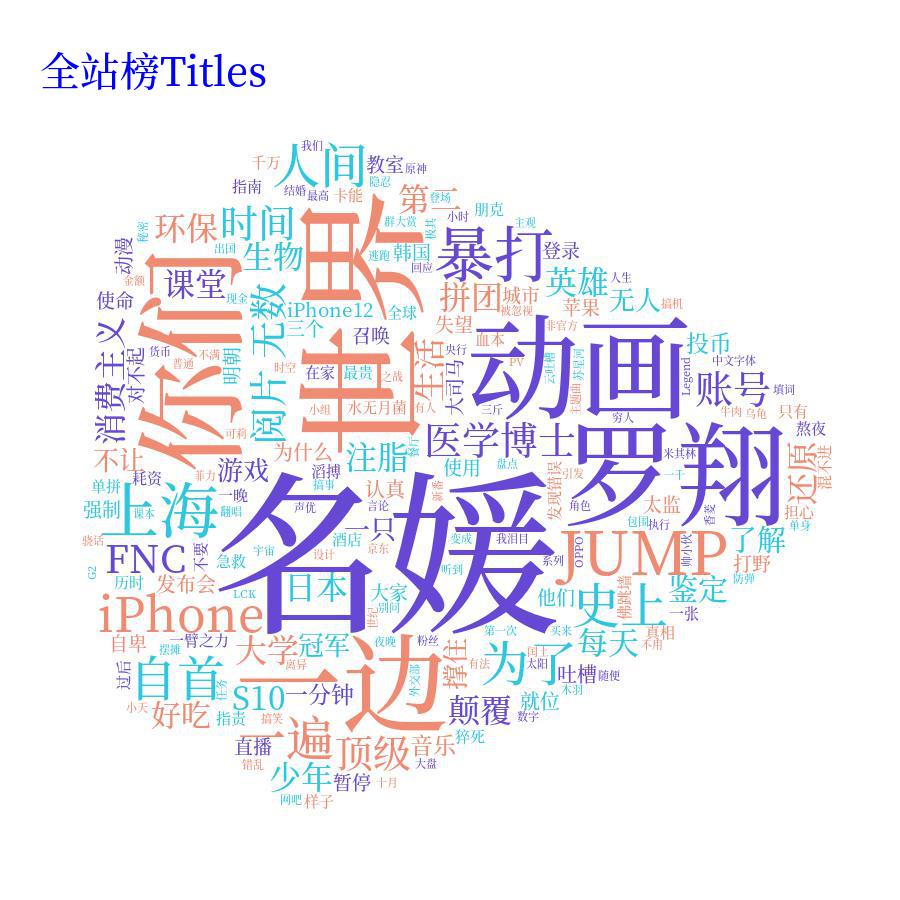 全站榜Titles
我们
千万
人间
教室
原神
隐忍
指南
结婚
最高
卡能
第二
登场
环保
时间
世界
群大赏
极其
小时
朋克
主观
秘密
动漫
出国
生物
逃跑
韩国
回应
暴打
登录
金额
你们
课堂
现金
iPhone12
全球
拼团
城市
被忽视
英雄
人生
苹果
无人
搞机
使命
无数
三个
召唤
失望
血本
非官方
动画
投币
消费主义
对不起
货币
普通
不满
明朝
时空
在家
最贵
之战
生活
央行
PV
云吐槽
苏星河
Legend
中文字体
大司马
主题曲
账号
填词
阅片
小组
水无月菌
有人
三斤
穷人
牛肉
乌龟
只有
可莉
为什么
注脂
餐厅
医学博士
罗翔
米其林
熬夜
不让
耗资
菲力
游戏
滔搏
搞事
使用
盘点
发现错误
引发
一千
还原
混不进
单拼
一晚
认真
新番
角色
太监
香菱
担心
强制
上海
课本
翻唱
声优
言论
名媛
包围
执行
单身
骁话
FNC
不要
急救
宇宙
设计
酒店
一只
京东
变成
我泪目
JUMP
OPPO
帅小伙
了解
G2
历时
发布会
LCK
日本
大家
听到
系列
佛跳墙
打野
防弹
iPhone
别问
世纪
他们
史上
鉴定
一张
自卑
摆摊
一臂之力
大学
冠军
夜晚
粉丝
第一次
买来
每天
真相
不用
过后
自首
任务
离异
一边
外交部
撑住
有法
为了
国土
太阳
吐槽
随便
木羽
小天
好吃
指责
S10
搞笑
一分钟
颠覆
数字
就位
直播
一遍
顶级
音乐
猝死
错乱
少年
暂停
十月
大盘
网吧
样子